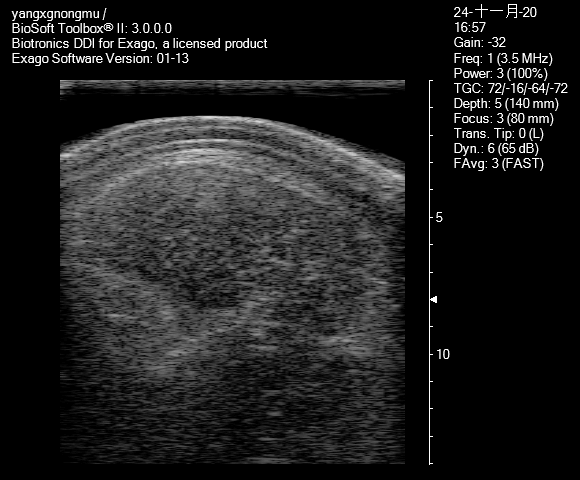 yangxgnongmu /
BioSoft Toolbox® II: 3.0.0.0
Biotronics DDI for Exago, a licensed product
Exago Software Version: 01-13
24-十一月-20
16:57
Gain: -32
Freq: 1 (3.5 MHz)
Power: 3 (100%)
TGC: 72/-16/-64/-72
Depth: 5 (140 mm)
Focus: 3 (80 mm)
Trans. Tip: 0 (L)
Dyn.: 6 (65 dB)
FAvg: 3 (FAST)
5
10